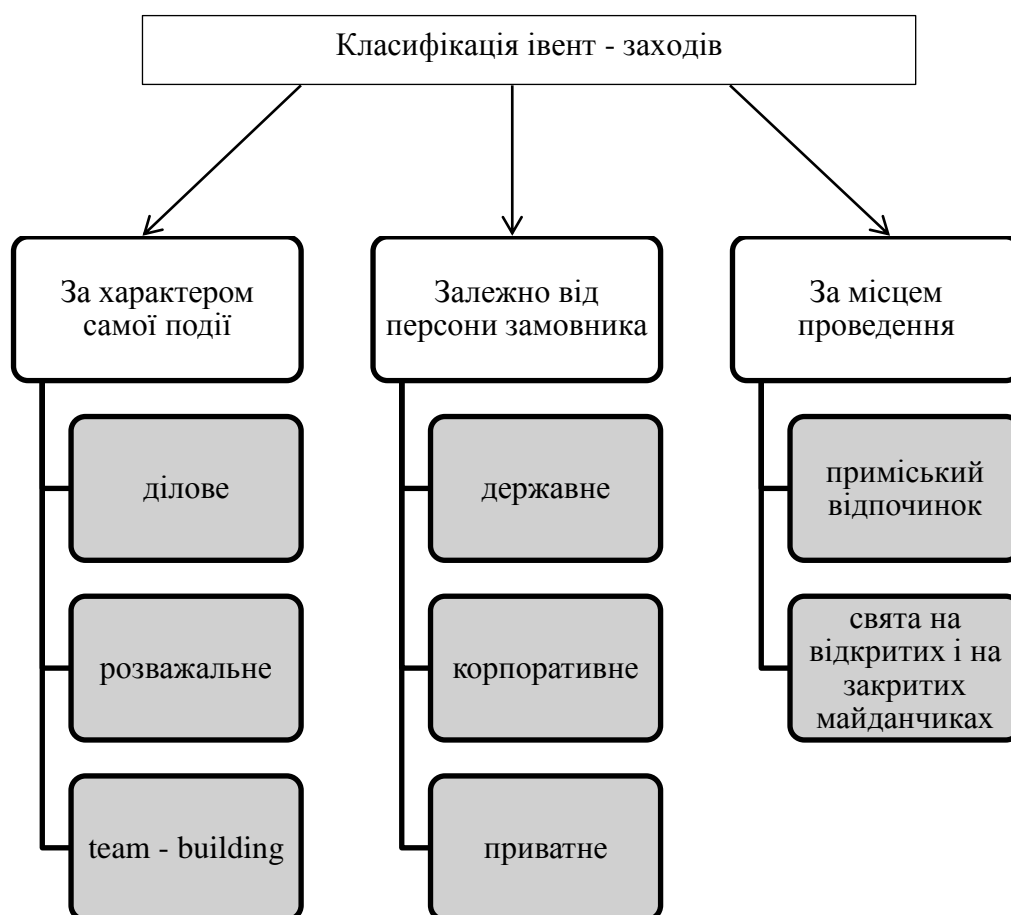 Класифікація івент - заходів
За характером
самої події
ділове
розважальне
team - building
Залежно від
персони замовника
державне
корпоративне
приватне
За місцем
проведення
приміський
відпочинок
свята на
відкритих і на
закритих
майданчиках